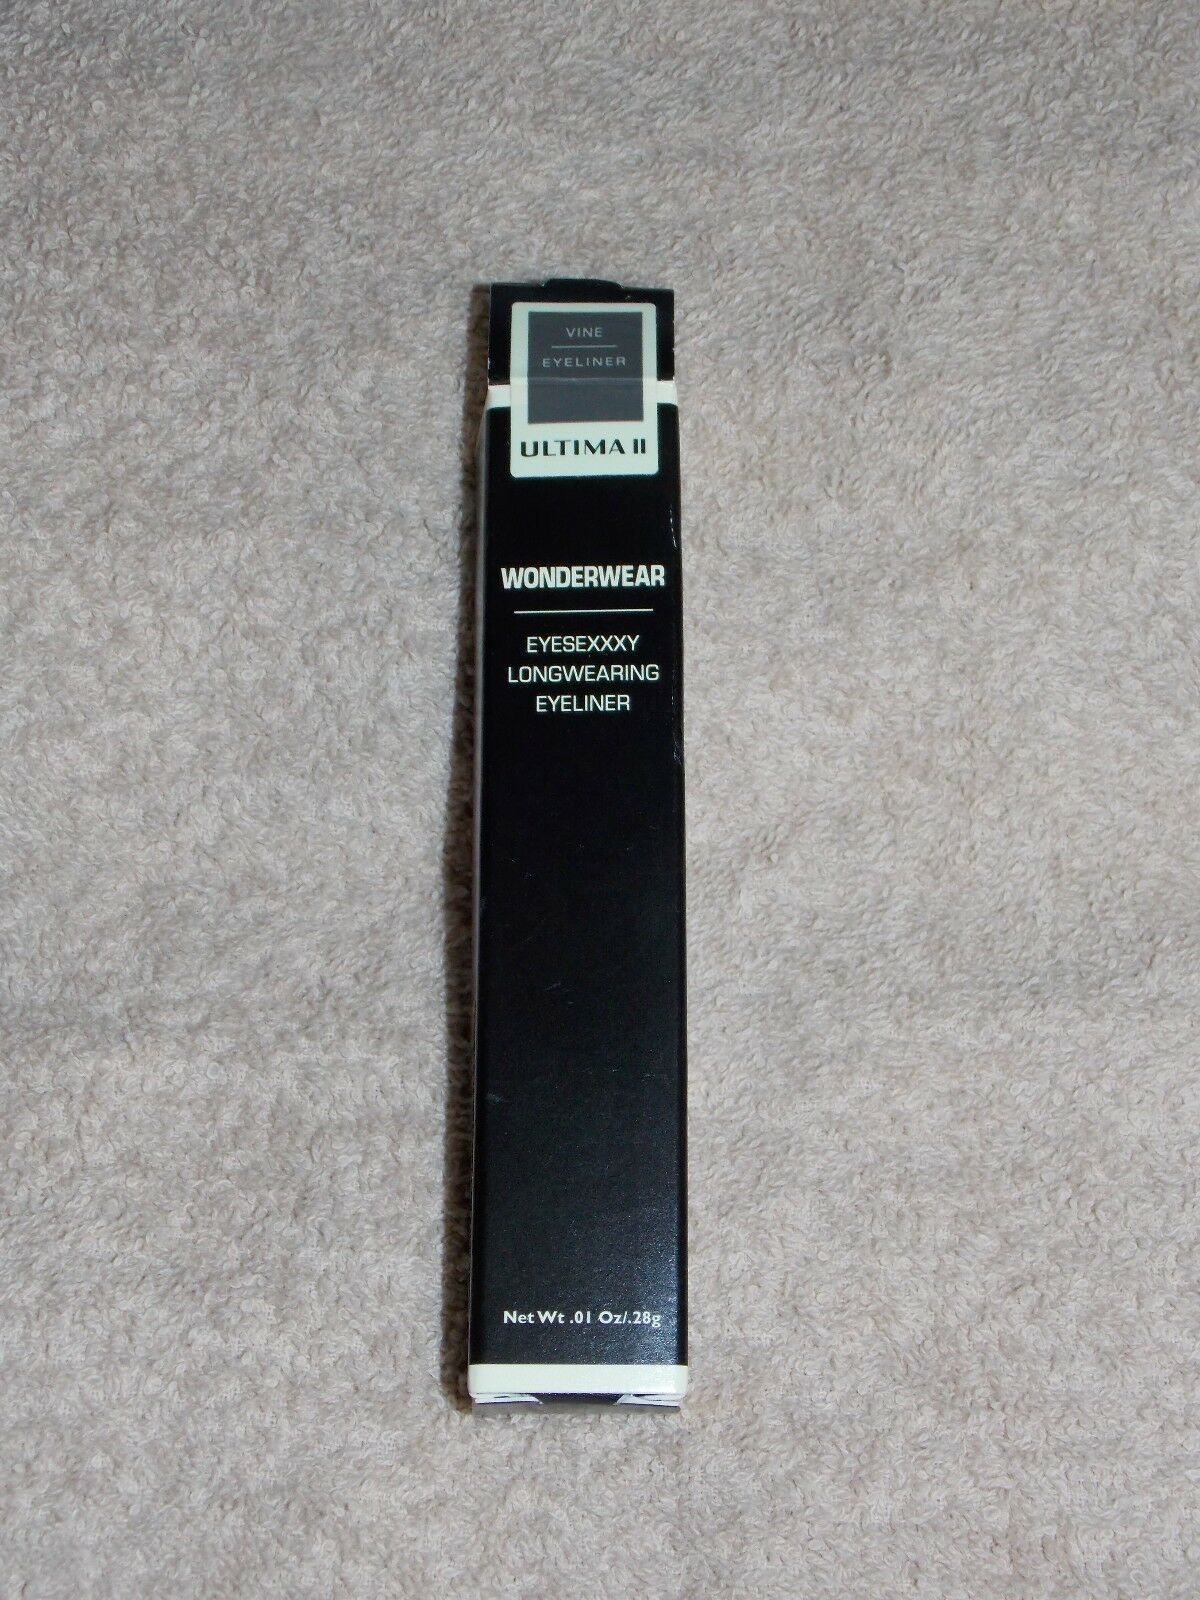 VINE
EYELINER
ULTIMA II
WONDERWEAR
EYESEXXXY
LONGWEARING
EYELINER
Net Wt .01 Oz/.28g